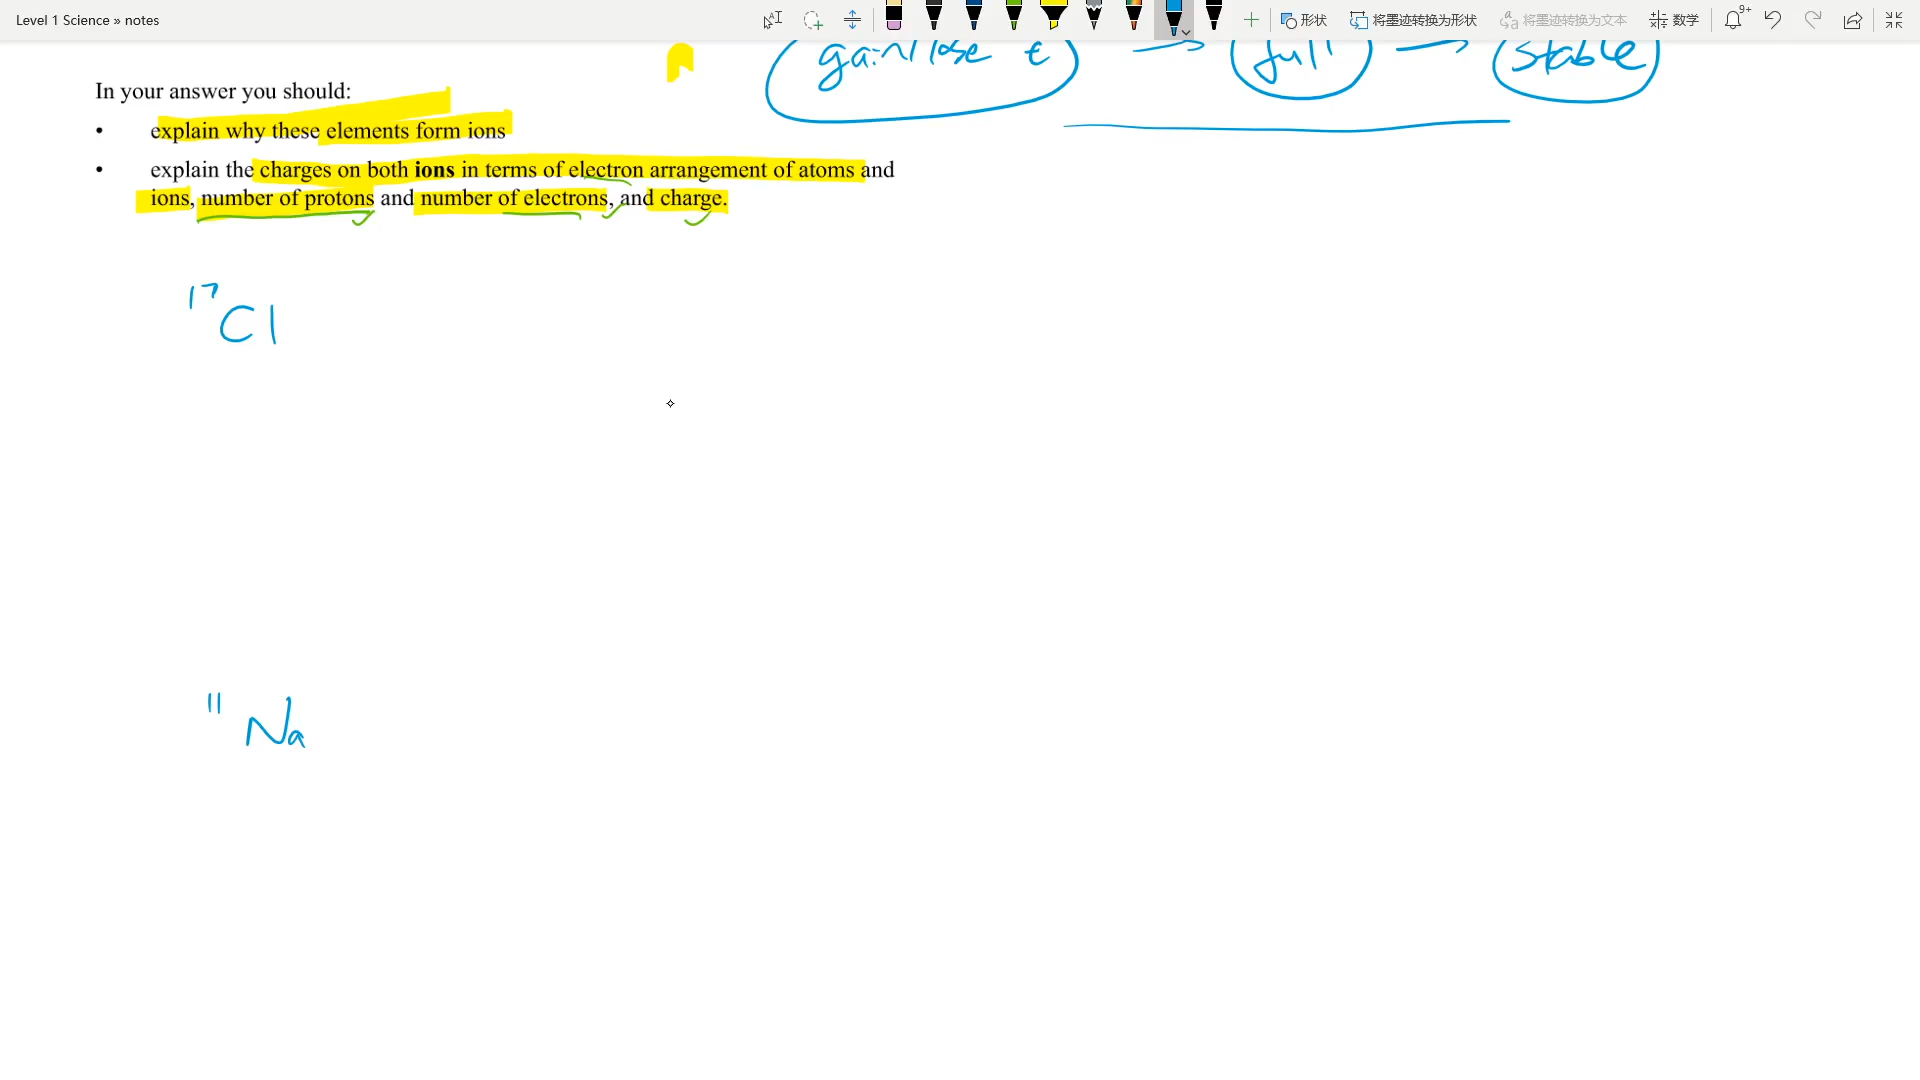 Level 1 Science » notes
形状 将墨迹转换为形状 将墨迹转换为文本 数学 9+
gain/lose e → full → stable
In your answer you should:
• explain why these elements form ions
• explain the charges on both ions in terms of electron arrangement of atoms and
ions, number of protons and number of electrons, and charge.
17 Cl
11 Na